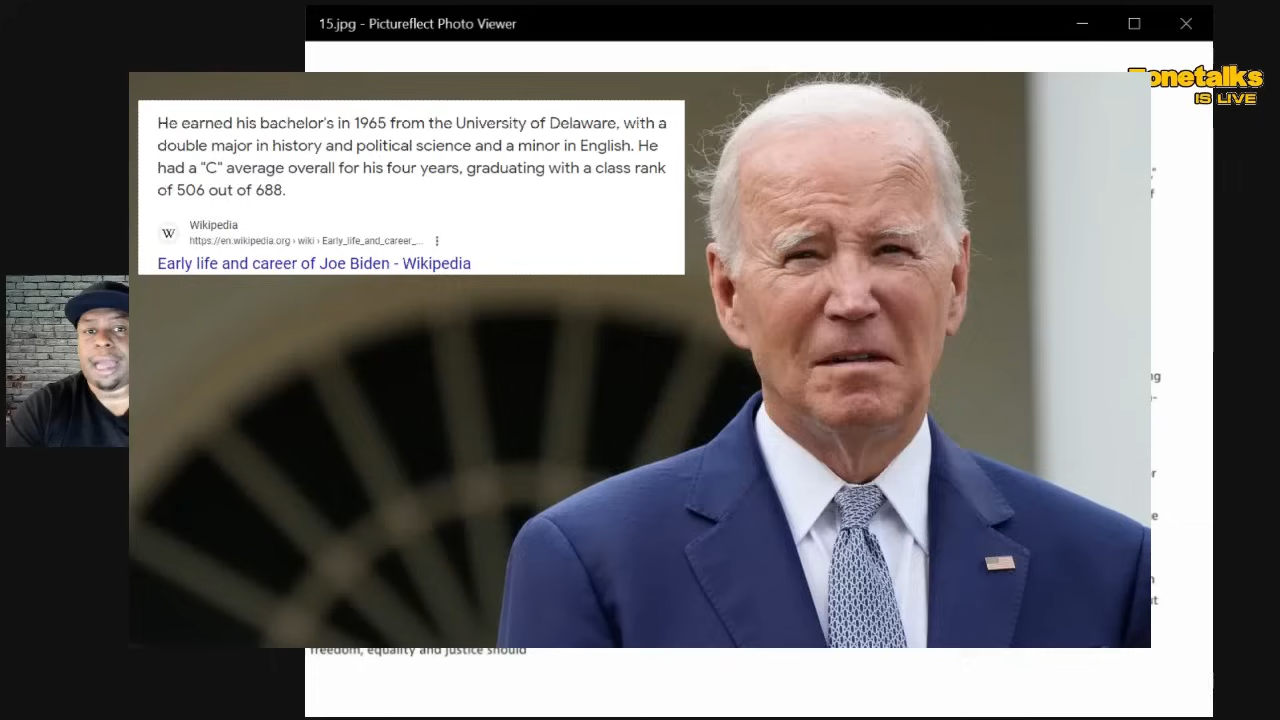 15.jpg - Pictureflect Photo Viewer
IS LIVE
He earned his bachelor's in 1965 from the University of Delaware, with a
double major in history and political science and a minor in English. He
had a "C" average overall for his four years, graduating with a class rank
of 506 out of 688.
W
Wikipedia
https://en.wikipedia.org › wiki › Early_life_and_career_...
Early life and career of Joe Biden - Wikipedia
freedom, equality and justice should